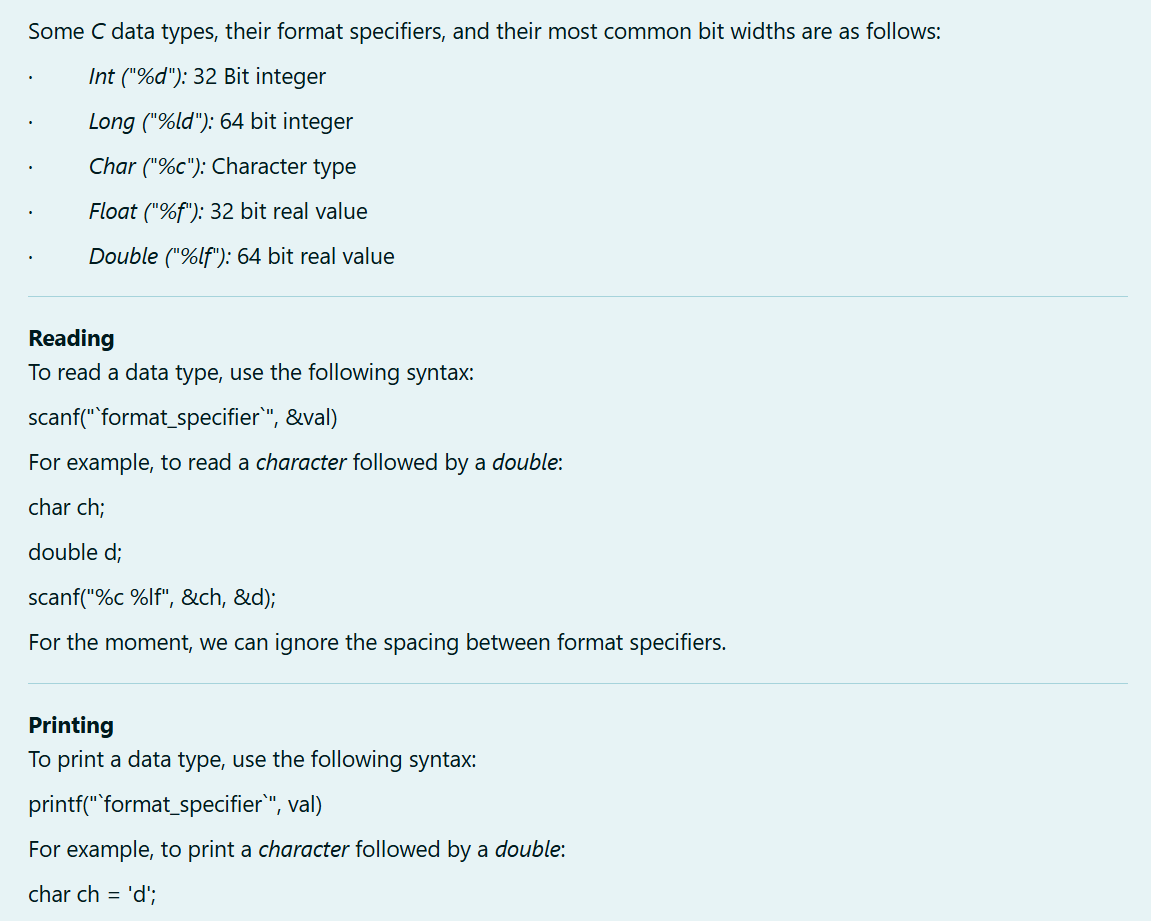 Some C data types, their format specifiers, and their most common bit widths are as follows:
· Int ("%d"): 32 Bit integer
· Long ("%ld"): 64 bit integer
· Char ("%c"): Character type
· Float ("%f"): 32 bit real value
· Double ("%lf"): 64 bit real value
Reading
To read a data type, use the following syntax:
scanf("`format_specifier`", &val)
For example, to read a character followed by a double:
char ch;
double d;
scanf("%c %lf", &ch, &d);
For the moment, we can ignore the spacing between format specifiers.
Printing
To print a data type, use the following syntax:
printf("`format_specifier`", val)
For example, to print a character followed by a double:
char ch = 'd';